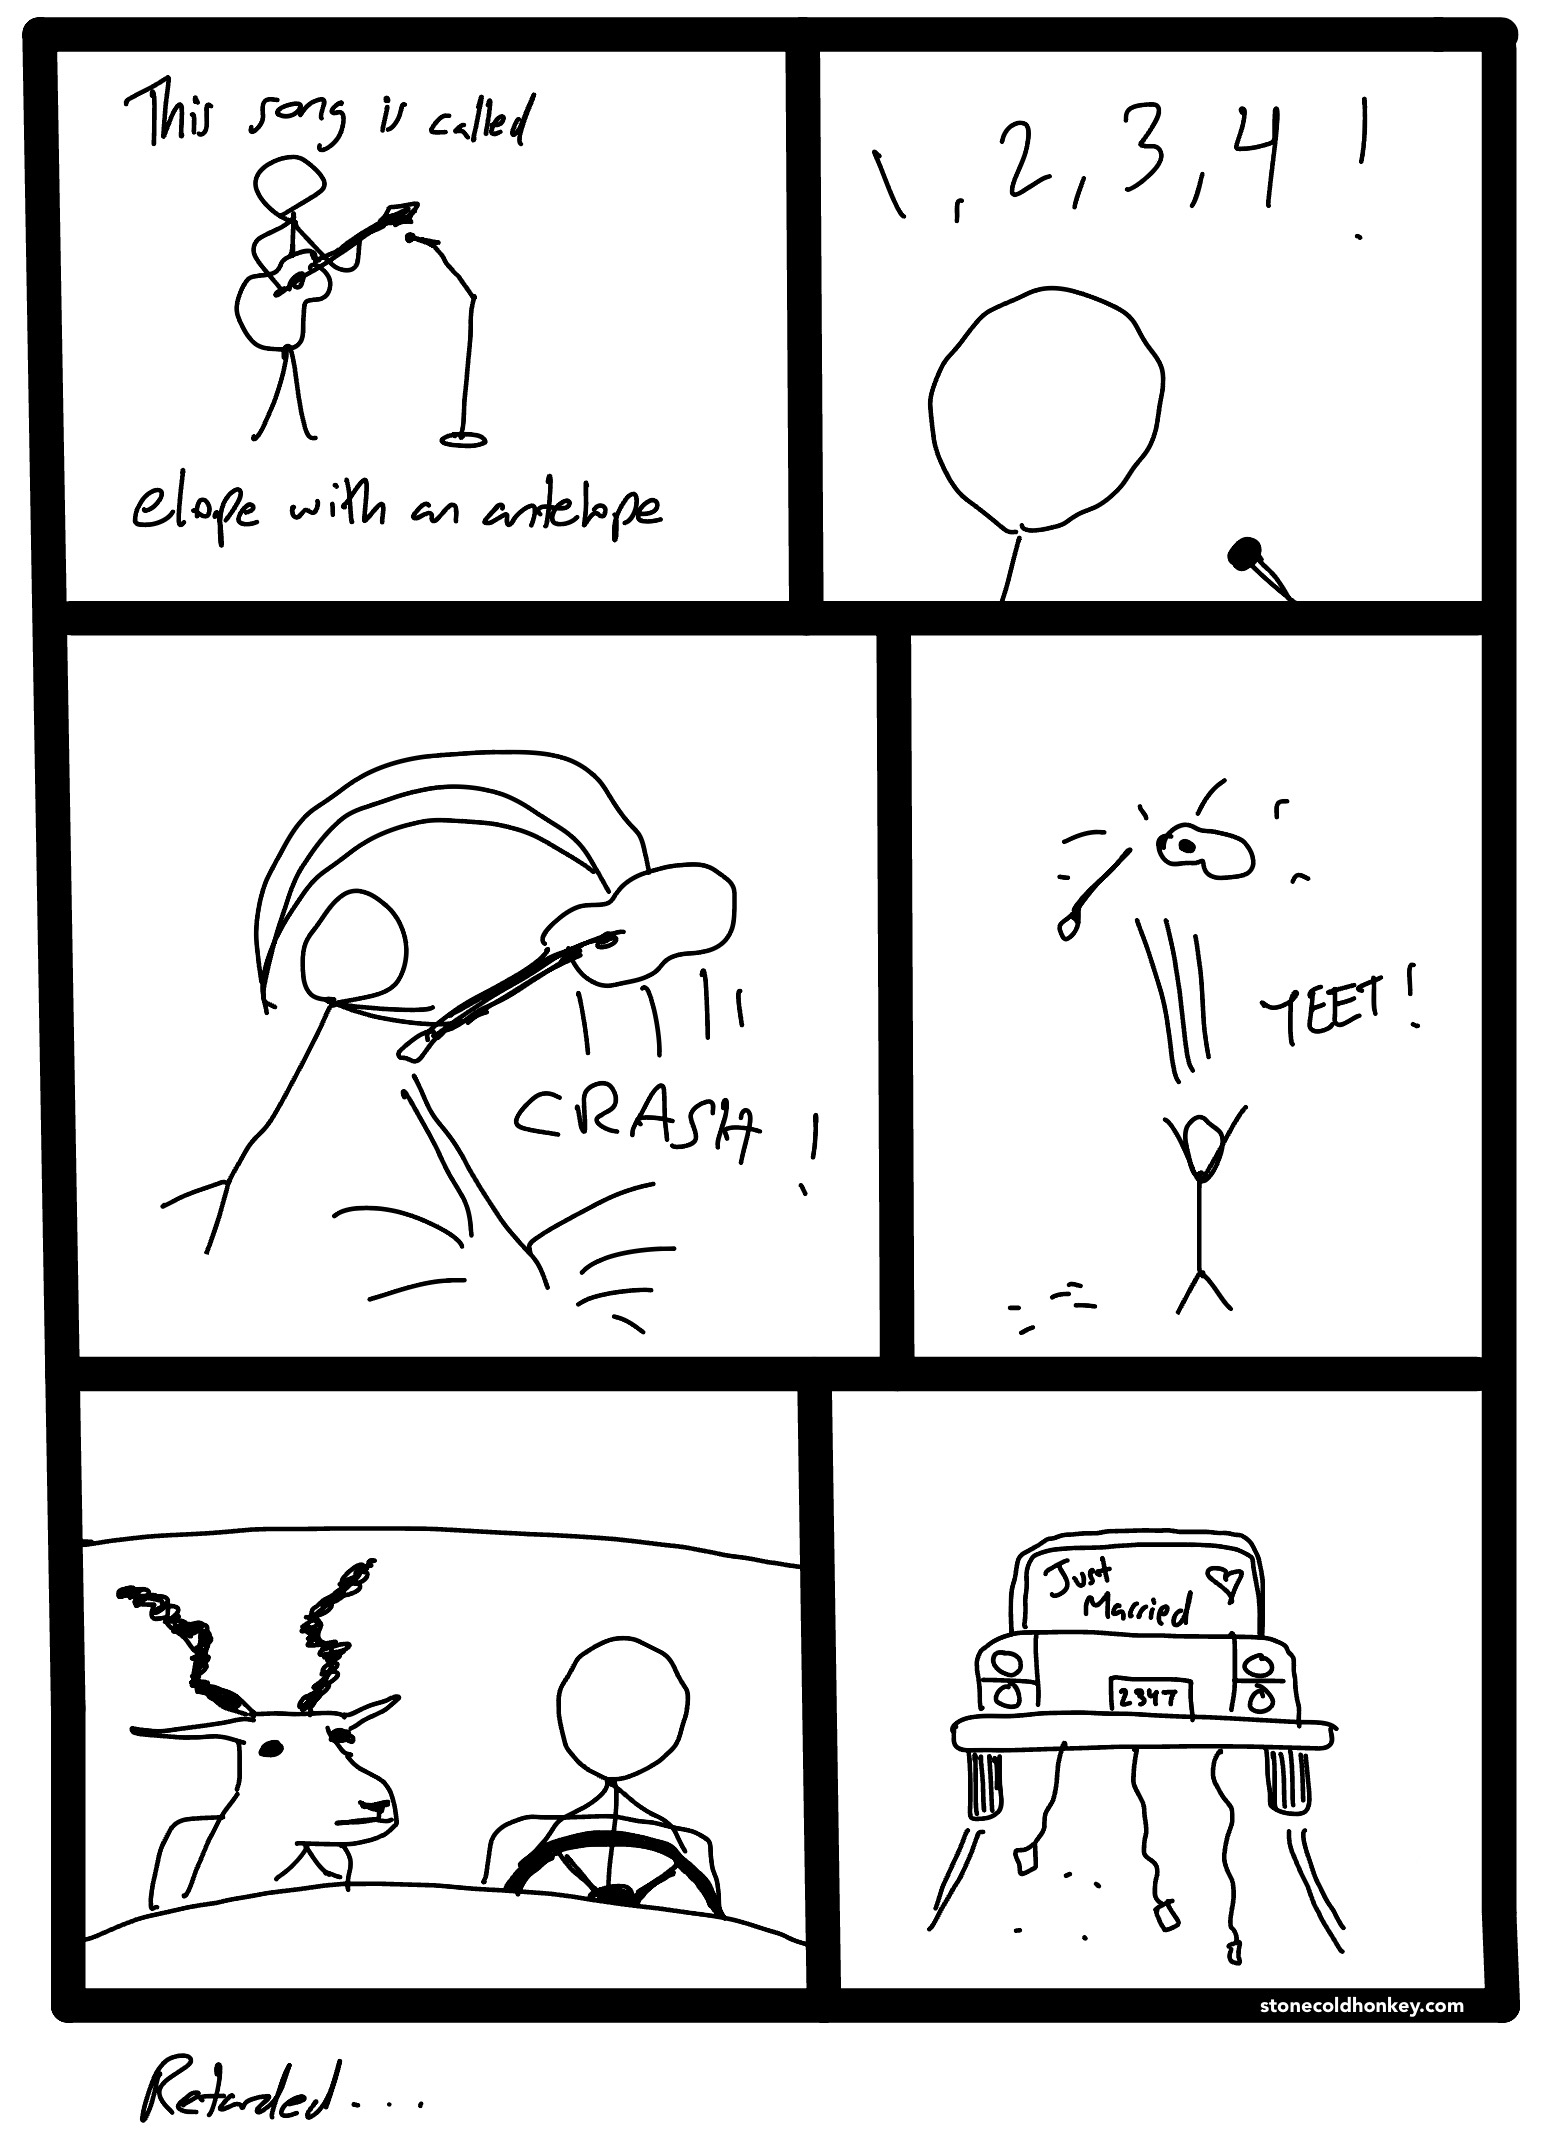 This song is called
elope with an antelope
1, 2, 3, 4!
CRASH!
YEET!
Just
Married
2347
stonecoldhonkey.com
Retarded...